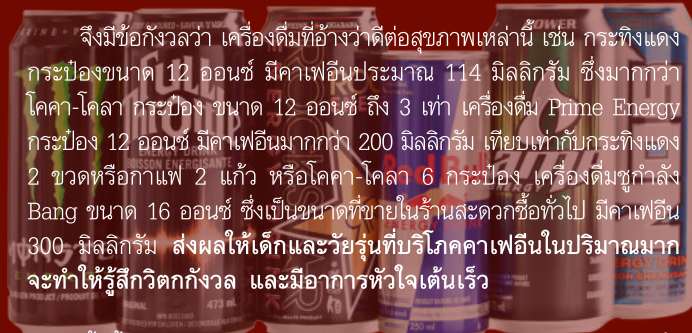 จึงมีข้อกังวลว่า เครื่องดื่มที่อ้างว่าดีต่อสุขภาพเหล่านี้ เช่น กระทิงแดง
กระป๋องขนาด 12 ออนซ์ มีคาเฟอีนประมาณ 114 มิลลิกรัม ซึ่งมากกว่า
โคคา-โคลา กระป๋อง ขนาด 12 ออนซ์ ถึง 3 เท่า เครื่องดื่ม Prime Energy
กระป๋อง 12 ออนซ์ มีคาเฟอีนมากกว่า 200 มิลลิกรัม เทียบเท่ากับกระทิงแดง
2 ขวดหรือกาแฟ 2 แก้ว หรือโคคา-โคลา 6 กระป๋อง เครื่องดื่มชูกำลัง
Bang ขนาด 16 ออนซ์ ซึ่งเป็นขนาดที่ขายในร้านสะดวกซื้อทั่วไป มีคาเฟอีน
300 มิลลิกรัม ส่งผลให้เด็กและวัยรุ่นที่บริโภคคาเฟอีนในปริมาณมาก
จะทำให้รู้สึกวิตกกังวล และมีอาการหัวใจเต้นเร็ว
Red Bull
ENERGY DRINK
473 ml
250 ml